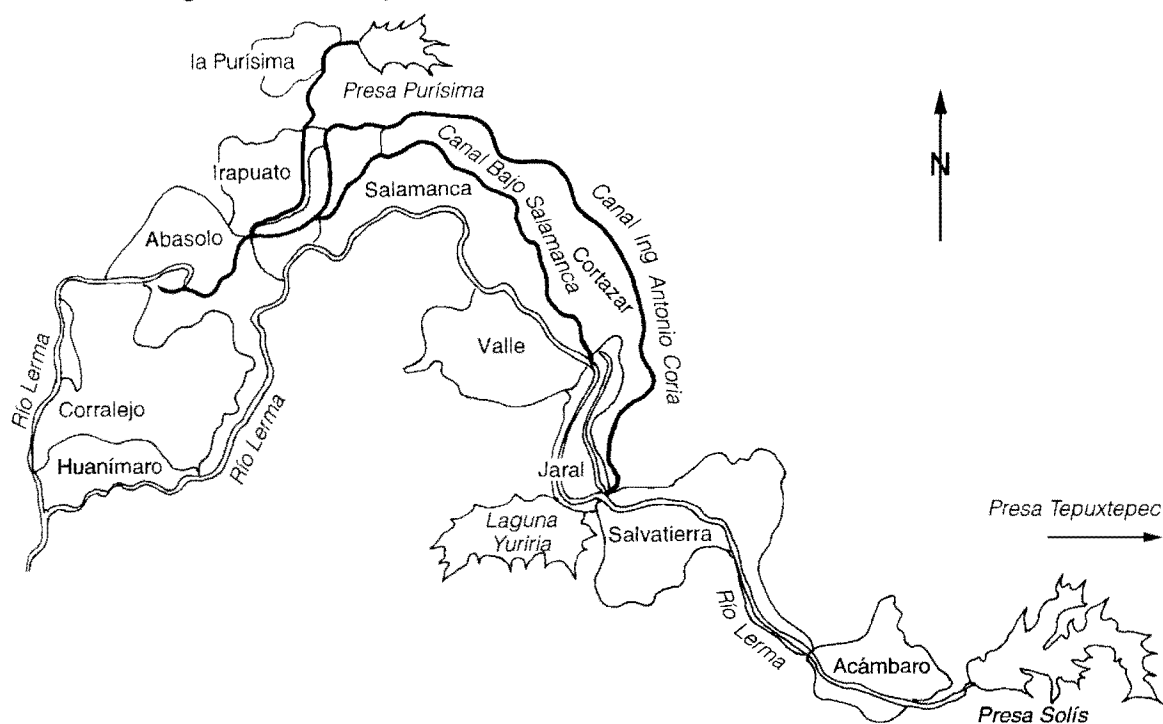 la Purísima
Presa Purísima
Irapuato
Salamanca
Canal Bajo Salamanca
Canal Ing Antonio Coria
Cortazar
N
Abasolo
Valle
Río Lerma
Corralejo
Río Lerma
Huanímaro
Jaral
Laguna
Yuriria
Salvatierra
Presa Tepuxtepec
Río Lerma
Acámbaro
Presa Solís